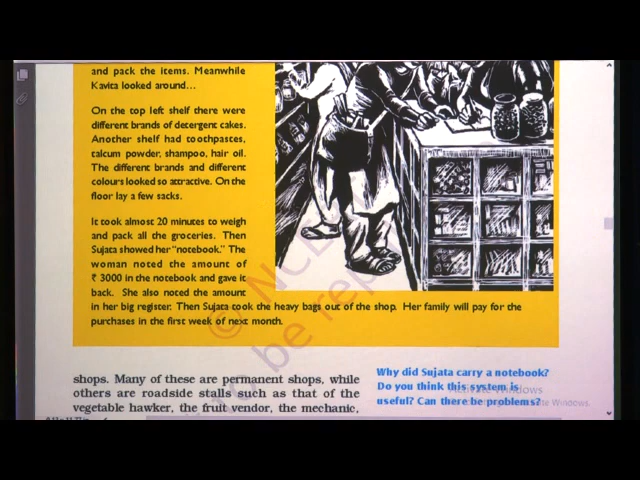 and pack the items. Meanwhile
Kavita looked around...
On the top left shelf there were
different brands of detergent cakes.
Another shelf had toothpastes,
talcum powder, shampoo, hair oil.
The different brands and different
colours looked so attractive. On the
floor lay a few sacks.
It took almost 20 minutes to weigh
and pack all the groceries. Then
Sujata showed her "notebook." The
woman noted the amount of
₹ 3000 in the notebook and gave it
back. She also noted the amount
in her big register. Then Sujata took the heavy bags out of the shop. Her family will pay for the
purchases in the first week of next month.
shops. Many of these are permanent shops, while
others are roadside stalls such as that of the
vegetable hawker, the fruit vendor, the mechanic,
Why did Sujata carry a notebook?
Do you think this system is
useful? Can there be problems?